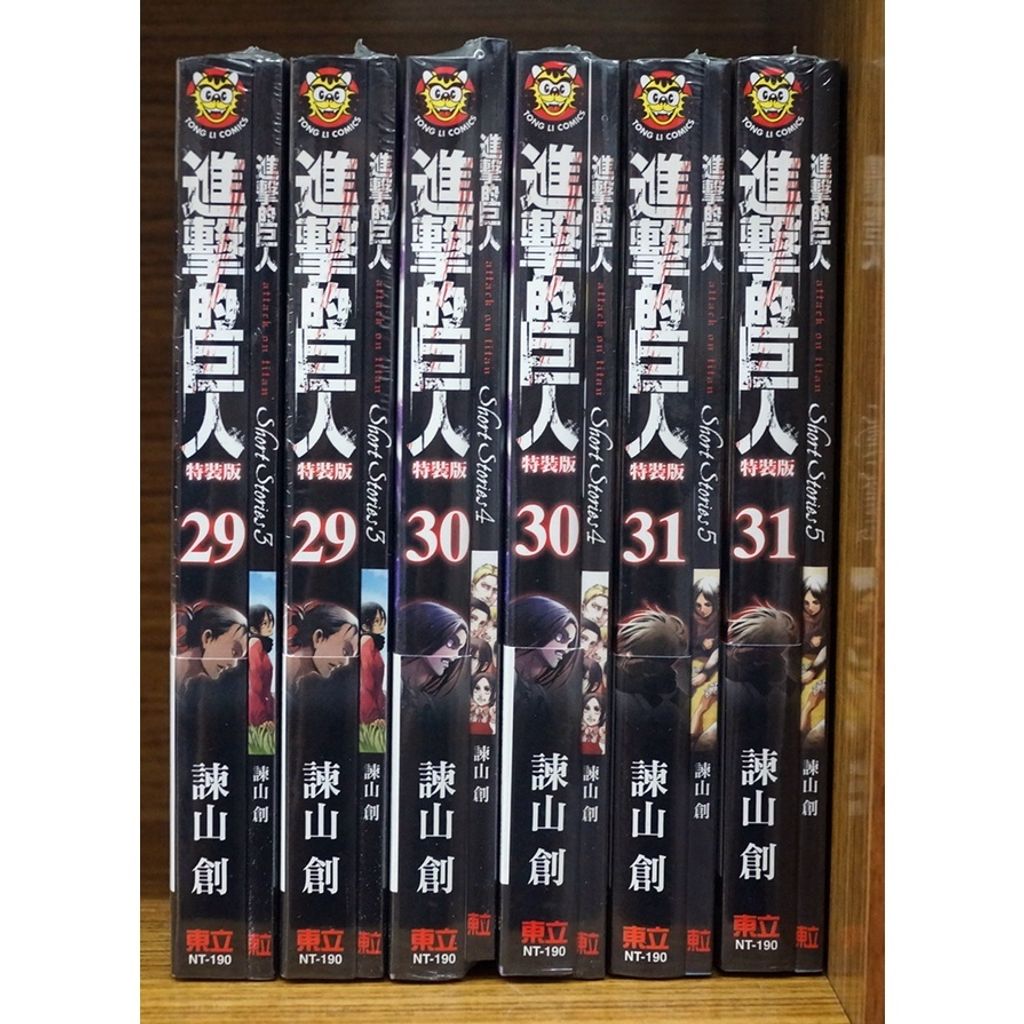 TONG LI COMICS
進擊的巨人
特裝版
29
諫山創
東立
NT-190
進擊的巨人
attack on titan
Short Stories 3
諫山創
東立
TONG LI COMICS
進擊的巨人
特裝版
29
諫山創
東立
NT-190
進擊的巨人
attack on titan
Short Stories 3
諫山創
東立
TONG LI COMICS
進擊的巨人
特裝版
30
諫山創
東立
NT-190
進擊的巨人
attack on titan
Short Stories 4
諫山創
東立
TONG LI COMICS
進擊的巨人
特裝版
30
諫山創
東立
NT-190
進擊的巨人
attack on titan
Short Stories 4
諫山創
東立
TONG LI COMICS
進擊的巨人
特裝版
31
諫山創
東立
NT-190
進擊的巨人
attack on titan
Short Stories 5
諫山創
東立
TONG LI COMICS
進擊的巨人
特裝版
31
諫山創
東立
NT-190
進擊的巨人
attack on titan
Short Stories 5
諫山創
東立